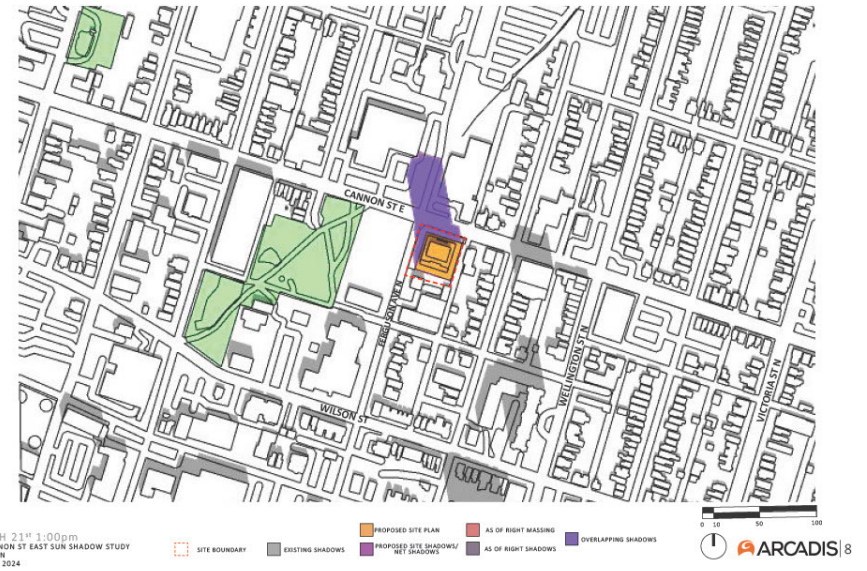 CANNON ST E
FERGUSON AVE N
WELLINGTON ST N
VICTORIA ST. N
WILSON ST
H 21st 1:00pm
NON ST EAST SUN SHADOW STUDY
N
2024
SITE BOUNDARY
EXISTING SHADOWS
PROPOSED SITE PLAN
PROPOSED SITE SHADOWS/
NET SHADOWS
AS OF RIGHT MASSING
AS OF RIGHT SHADOWS
OVERLAPPING SHADOWS
0 10 50 100
ARCADIS 8